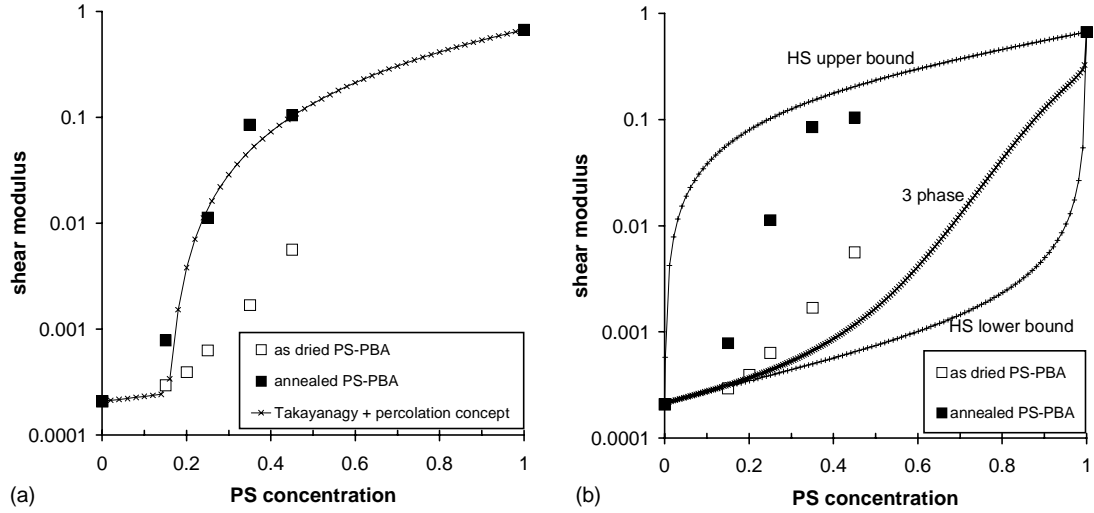 1
0.1
0.01
0.001
0.0001
shear modulus
□ as dried PS-PBA
■ annealed PS-PBA
Takayanagy + percolation concept
0 0.2 0.4 0.6 0.8 1
(a) PS concentration
1
0.1
0.01
0.001
0.0001
shear modulus
HS upper bound
3 phase
HS lower bound
□ as dried PS-PBA
■ annealed PS-PBA
0 0.2 0.4 0.6 0.8 1
(b) PS concentration